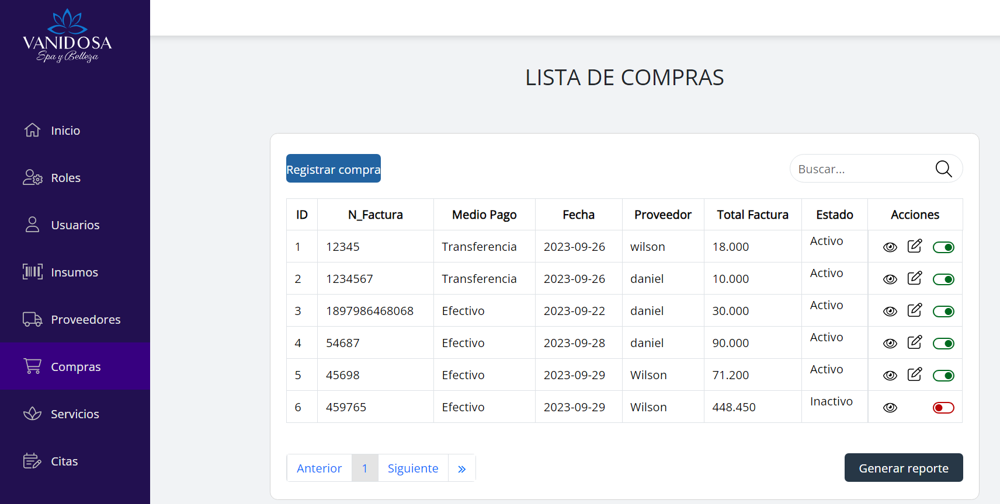 VANIDOSA
Spa y Belleza
Inicio
Roles
Usuarios
Insumos
Proveedores
Compras
Servicios
Citas
LISTA DE COMPRAS
Registrar compra
Buscar...
ID N_Factura Medio Pago Fecha Proveedor Total Factura Estado Acciones
1 12345 Transferencia 2023-09-26 wilson 18.000 Activo
2 1234567 Transferencia 2023-09-26 daniel 10.000 Activo
3 1897986468068 Efectivo 2023-09-22 daniel 30.000 Activo
4 54687 Efectivo 2023-09-28 daniel 90.000 Activo
5 45698 Efectivo 2023-09-29 Wilson 71.200 Activo
6 459765 Efectivo 2023-09-29 Wilson 448.450 Inactivo
Anterior 1 Siguiente »
Generar reporte